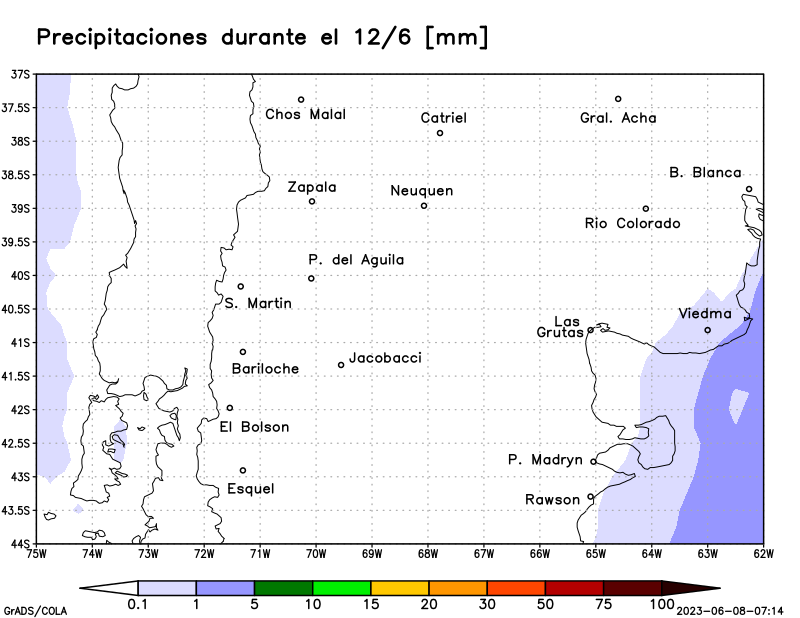 Precipitaciones durante el 12/6 [mm]
37S
37.5S
38S
38.5S
39S
39.5S
40S
40.5S
41S
41.5S
42S
42.5S
43S
43.5S
44S
Chos Malal
Catriel
Gral. Acha
B. Blanca
Zapala
Neuquen
Rio Colorado
P. del Aguila
S. Martin
Viedma
Las
Grutas
Bariloche
Jacobacci
El Bolson
P. Madryn
Esquel
Rawson
75W 74W 73W 72W 71W 70W 69W 68W 67W 66W 65W 64W 63W 62W
0.1 1 5 10 15 20 30 50 75 100
GrADS/COLA
2023-06-08-07:14